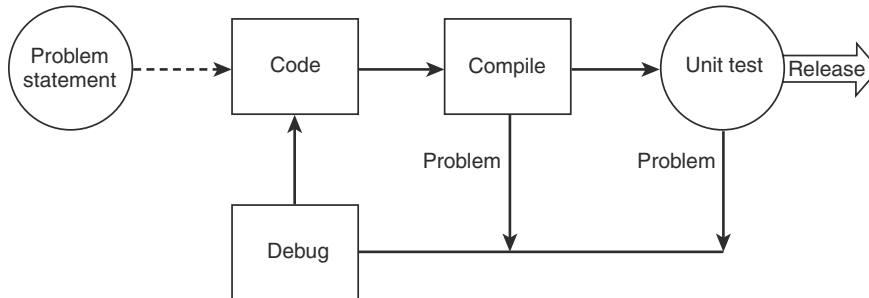 Problem
statement
Code
Compile
Unit test
Release
Problem
Problem
Debug